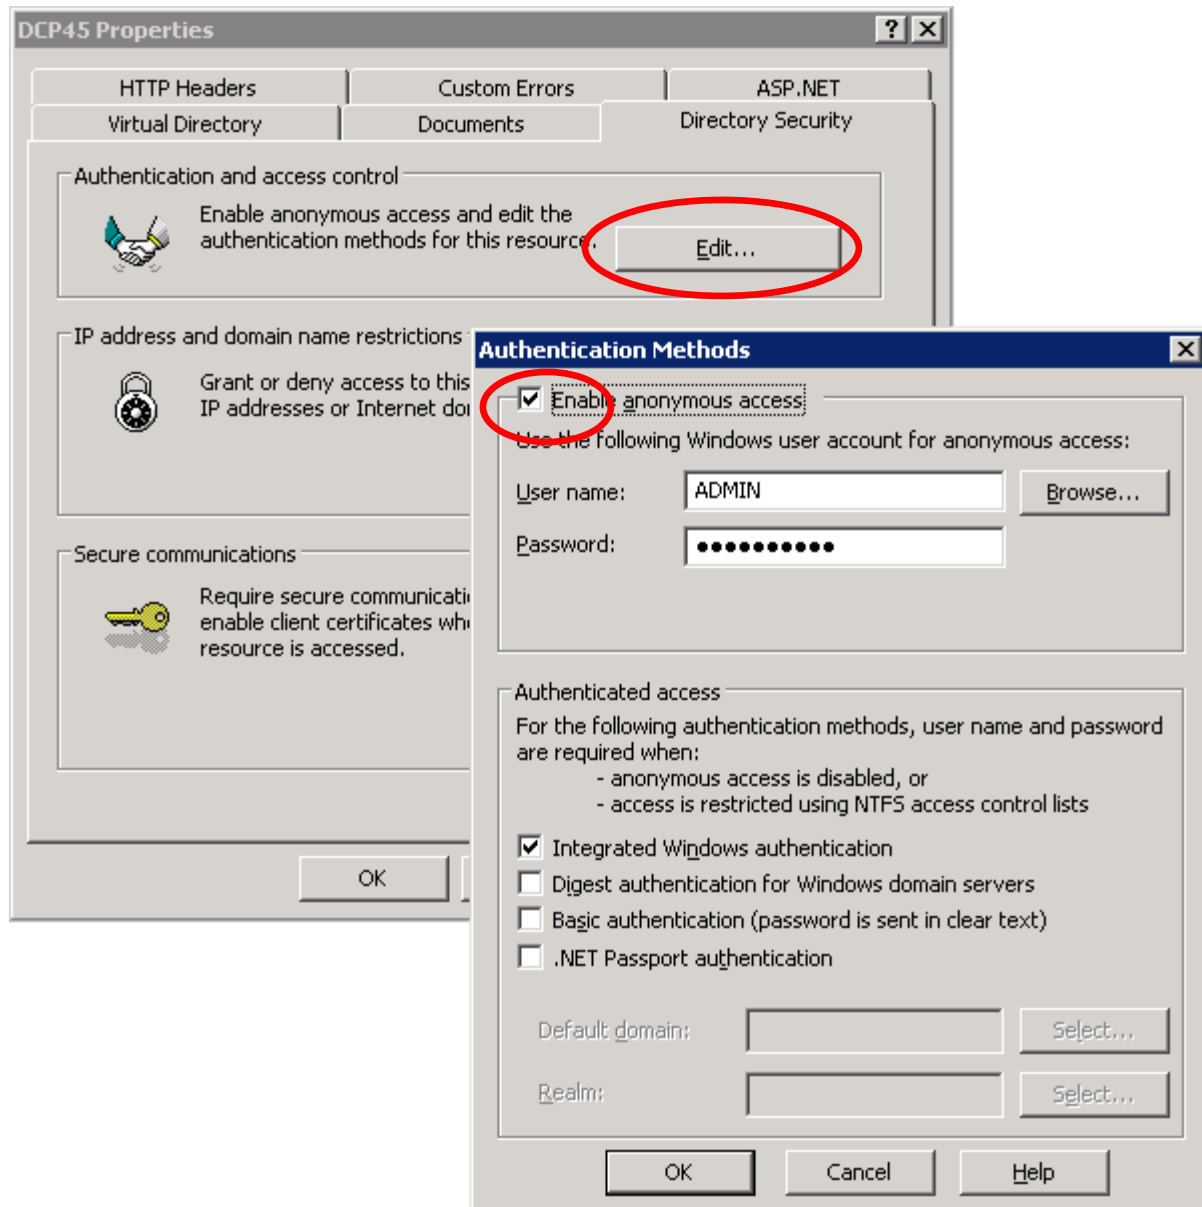 DCP45 Properties
HTTP Headers
Custom Errors
ASP.NET
Virtual Directory
Documents
Directory Security
Authentication and access control
Enable anonymous access and edit the
authentication methods for this resource.
Edit...
IP address and domain name restrictions
Grant or deny access to this
IP addresses or Internet
Secure communications
Require secure
enable client certificates
resource is accessed.
OK
Authentication Methods
Enable anonymous access
Use the following Windows user account for anonymous access:
User name:
ADMIN
Browse...
Password:
●●●●●●●●●●
Authenticated access
For the following authentication methods, user name and password
are required when:
- anonymous access is disabled, or
- access is restricted using NTFS access control lists
Integrated Windows authentication
Digest authentication for Windows domain servers
Basic authentication (password is sent in clear text)
.NET Passport authentication
Default domain:
Select...
Realm:
Select...
OK
Cancel
Help